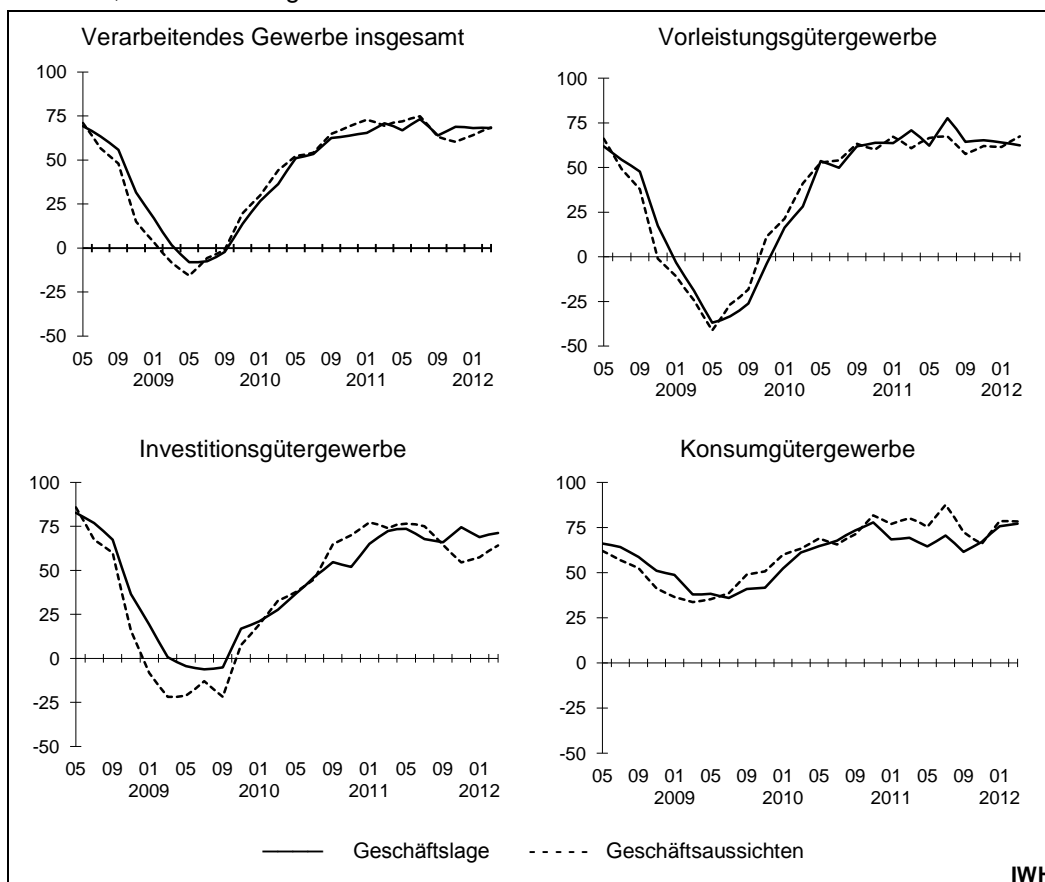 Verarbeitendes Gewerbe insgesamt
100
75
50
25
0
-25
-50
05 09 01 05 09 01 05 09 01 05 09 01
2009 2010 2011 2012
Vorleistungsgütergewerbe
100
75
50
25
0
-25
-50
05 09 01 05 09 01 05 09 01 05 09 01
2009 2010 2011 2012
Investitionsgütergewerbe
100
75
50
25
0
-25
-50
05 09 01 05 09 01 05 09 01 05 09 01
2009 2010 2011 2012
Konsumgütergewerbe
100
75
50
25
0
-25
-50
05 09 01 05 09 01 05 09 01 05 09 01
2009 2010 2011 2012
Geschäftslage Geschäftsaussichten
IWH